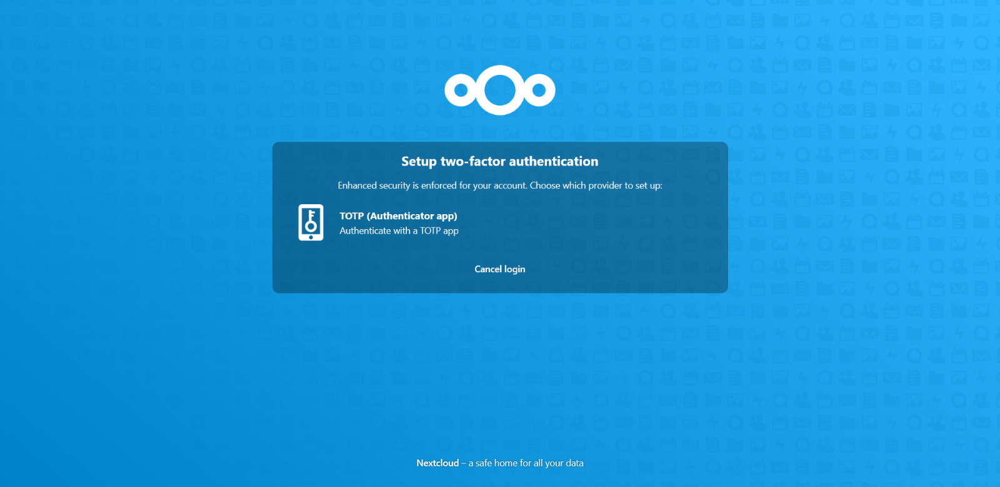 Setup two-factor authentication
Enhanced security is enforced for your account. Choose which provider to set up:
TOTP (Authenticator app)
Authenticate with a TOTP app
Cancel login
Nextcloud – a safe home for all your data